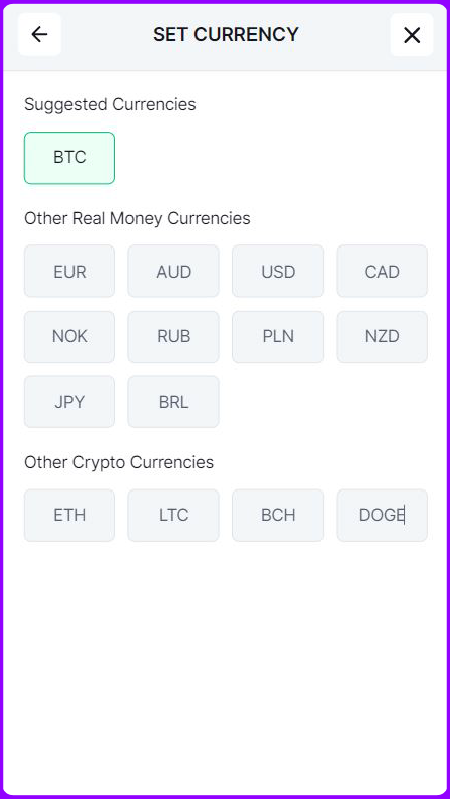 SET CURRENCY
Suggested Currencies
BTC
Other Real Money Currencies
EUR AUD USD CAD
NOK RUB PLN NZD
JPY BRL
Other Crypto Currencies
ETH LTC BCH DOGE